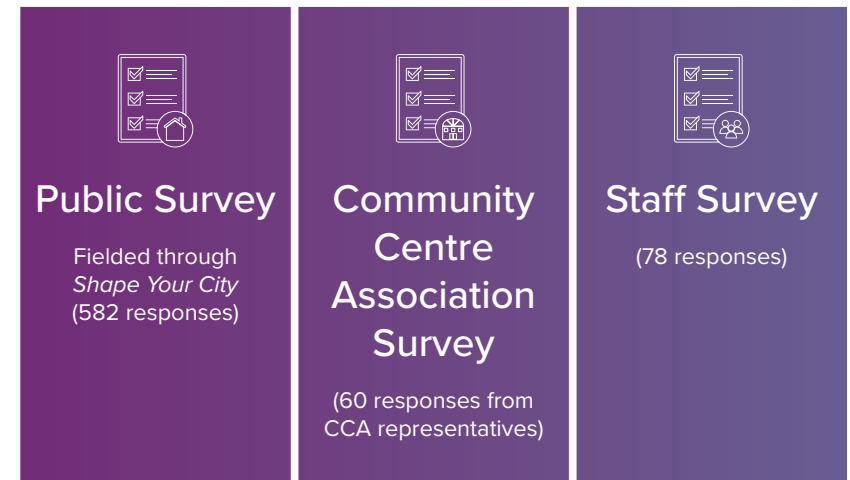 Public Survey
Fielded through
Shape Your City
(582 responses)
Community
Centre
Association
Survey
(60 responses from
CCA representatives)
Staff Survey
(78 responses)